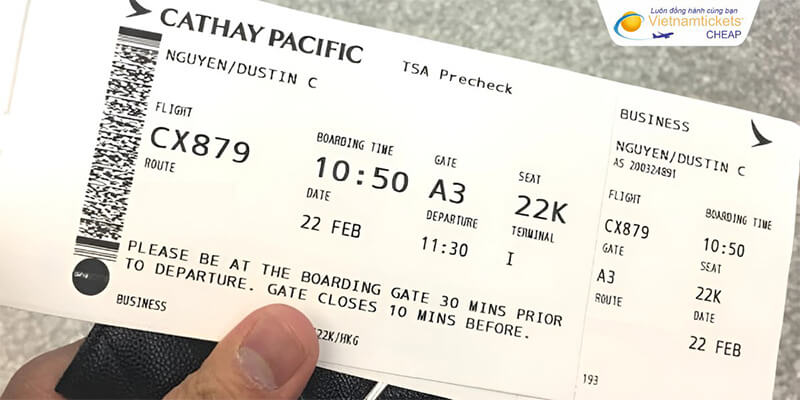 Luôn đồng hành cùng bạn
Vietnamtickets
CHEAP
CATHAY PACIFIC
TSA Precheck
NGUYEN/DUSTIN C
FLIGHT
CX879
ROUTE
BOARDING TIME
10:50
DATE
22 FEB
GATE
A3
DEPARTURE
11:30
SEAT
22K
TERMINAL
I
PLEASE BE AT THE BOARDING GATE 30 MINS PRIOR
TO DEPARTURE. GATE CLOSES 10 MINS BEFORE.
BUSINESS
22K/HKG
BUSINESS
NGUYEN/DUSTIN C
AS 200324891
FLIGHT
CX879
BOARDING TIME
10:50
GATE
A3
SEAT
22K
ROUTE
DATE
22 FEB
193